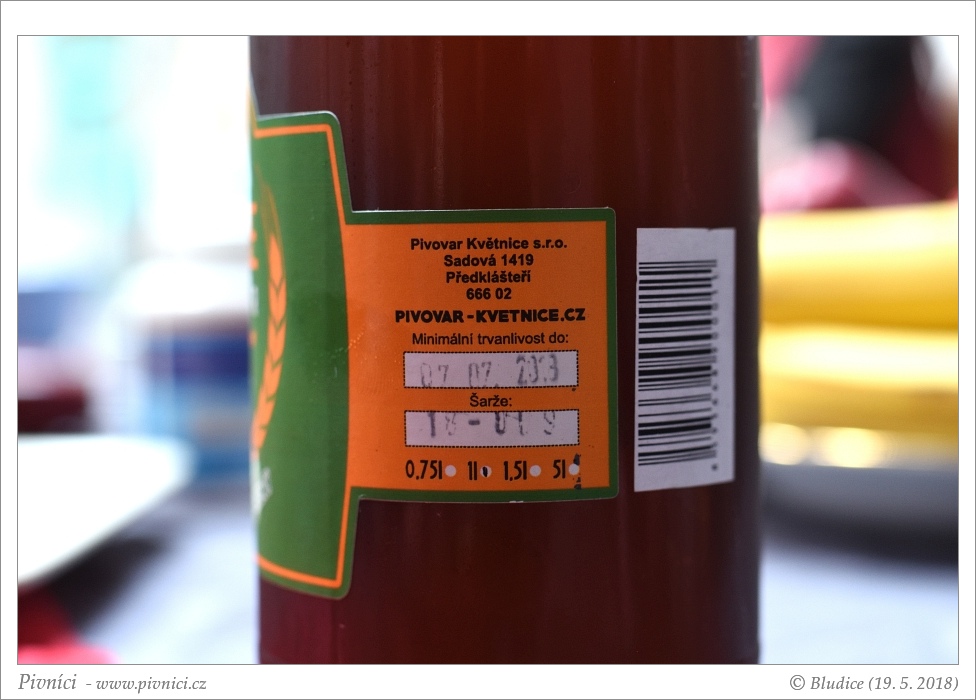 Pivovar Květnice s.r.o.
Sadová 1419
Předklášteří
666 02
PIVOVAR-KVETNICE.CZ
Minimální trvanlivost do:
07 07.
Šarže:
0.75l 1l 1,5l 5l
Pivníci - www.pivnici.cz
© Bludice (19. 5. 2018)